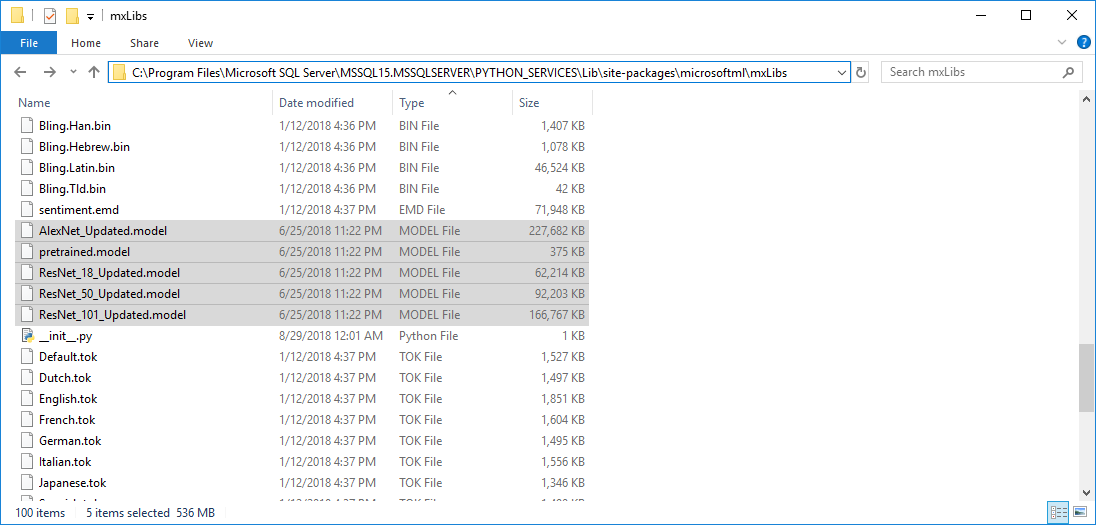 mxLibs
File Home Share View
C:\Program Files\Microsoft SQL Server\MSSQL15.MSSQLSERVER\PYTHON_SERVICES\Lib\site-packages\microsoftml\mxLibs Search mxLibs
Name Date modified Type Size
Bling.Han.bin 1/12/2018 4:36 PM BIN File 1,407 KB
Bling.Hebrew.bin 1/12/2018 4:36 PM BIN File 1,078 KB
Bling.Latin.bin 1/12/2018 4:36 PM BIN File 46,524 KB
Bling.Tld.bin 1/12/2018 4:36 PM BIN File 42 KB
sentiment.emd 1/12/2018 4:37 PM EMD File 71,948 KB
AlexNet_Updated.model 6/25/2018 11:22 PM MODEL File 227,682 KB
pretrained.model 6/25/2018 11:22 PM MODEL File 375 KB
ResNet_18_Updated.model 6/25/2018 11:22 PM MODEL File 62,214 KB
ResNet_50_Updated.model 6/25/2018 11:22 PM MODEL File 92,203 KB
ResNet_101_Updated.model 6/25/2018 11:22 PM MODEL File 166,767 KB
__init__.py 8/29/2018 12:01 AM Python File 1 KB
Default.tok 1/12/2018 4:37 PM TOK File 1,527 KB
Dutch.tok 1/12/2018 4:37 PM TOK File 1,497 KB
English.tok 1/12/2018 4:37 PM TOK File 1,851 KB
French.tok 1/12/2018 4:37 PM TOK File 1,604 KB
German.tok 1/12/2018 4:37 PM TOK File 1,495 KB
Italian.tok 1/12/2018 4:37 PM TOK File 1,556 KB
Japanese.tok 1/12/2018 4:37 PM TOK File 1,346 KB
100 items 5 items selected 536 MB